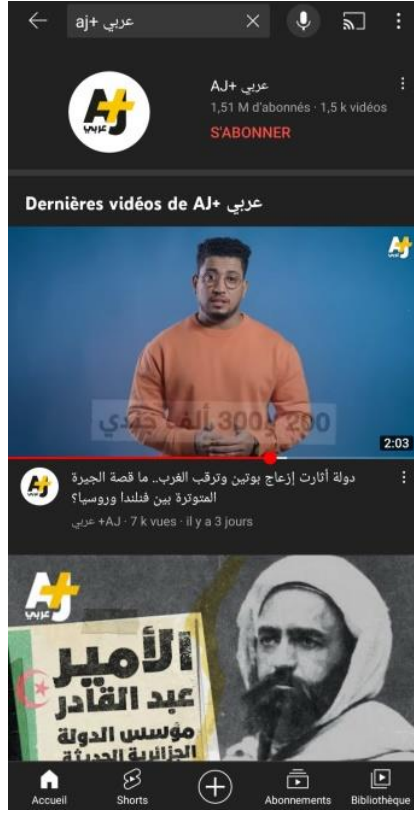 aj+ عربي
AJ+ عربي
1,51 M d'abonnés · 1,5 k vidéos
S'ABONNER
عربي
Dernières vidéos de AJ+ عربي
200 و300 ألف جندي
2:03
دولة أثارت إزعاج بوتين وترقب الغرب.. ما قصة الجيرة
المتوترة بين فنلندا وروسيا؟
AJ+ عربي · 7 k vues · il y a 3 jours
عربي
الأمير
عبد القادر
مؤسس الدولة
الجزائرية الحديثة
Accueil
Shorts
Abonnements
Bibliothèque